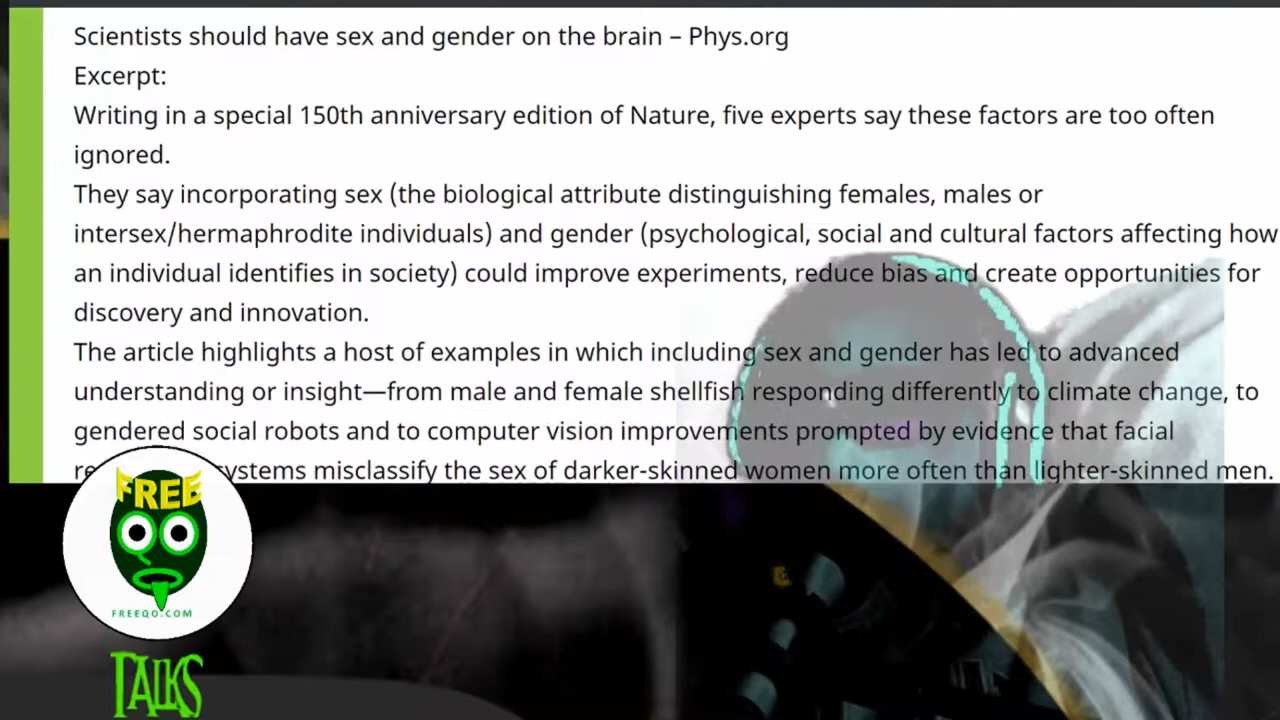 Scientists should have sex and gender on the brain – Phys.org
Excerpt:
Writing in a special 150th anniversary edition of Nature, five experts say these factors are too often
ignored.
They say incorporating sex (the biological attribute distinguishing females, males or
intersex/hermaphrodite individuals) and gender (psychological, social and cultural factors affecting how
an individual identifies in society) could improve experiments, reduce bias and create opportunities for
discovery and innovation.
The article highlights a host of examples in which including sex and gender has led to advanced
understanding or insight—from male and female shellfish responding differently to climate change, to
gendered social robots and to computer vision improvements prompted by evidence that facial
systems misclassify the sex of darker-skinned women more often than lighter-skinned men.
FREE
FREEQO.COM
TALKS